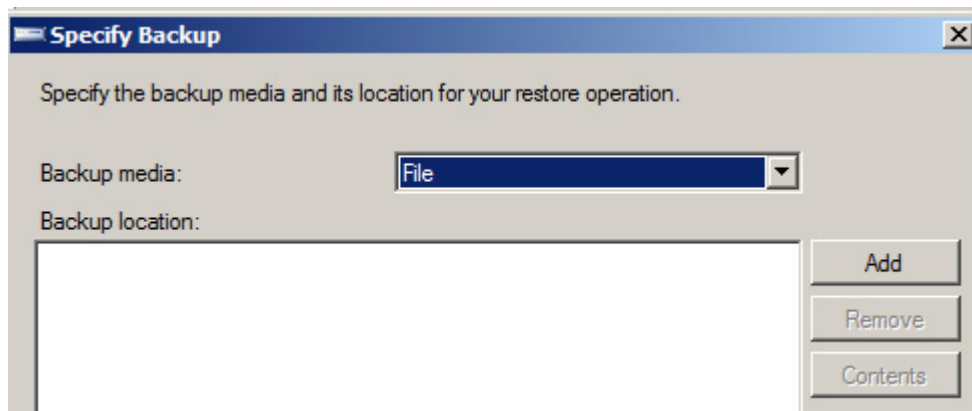 Specify Backup
Specify the backup media and its location for your restore operation.
Backup media:
File
Backup location:
Add
Remove
Contents